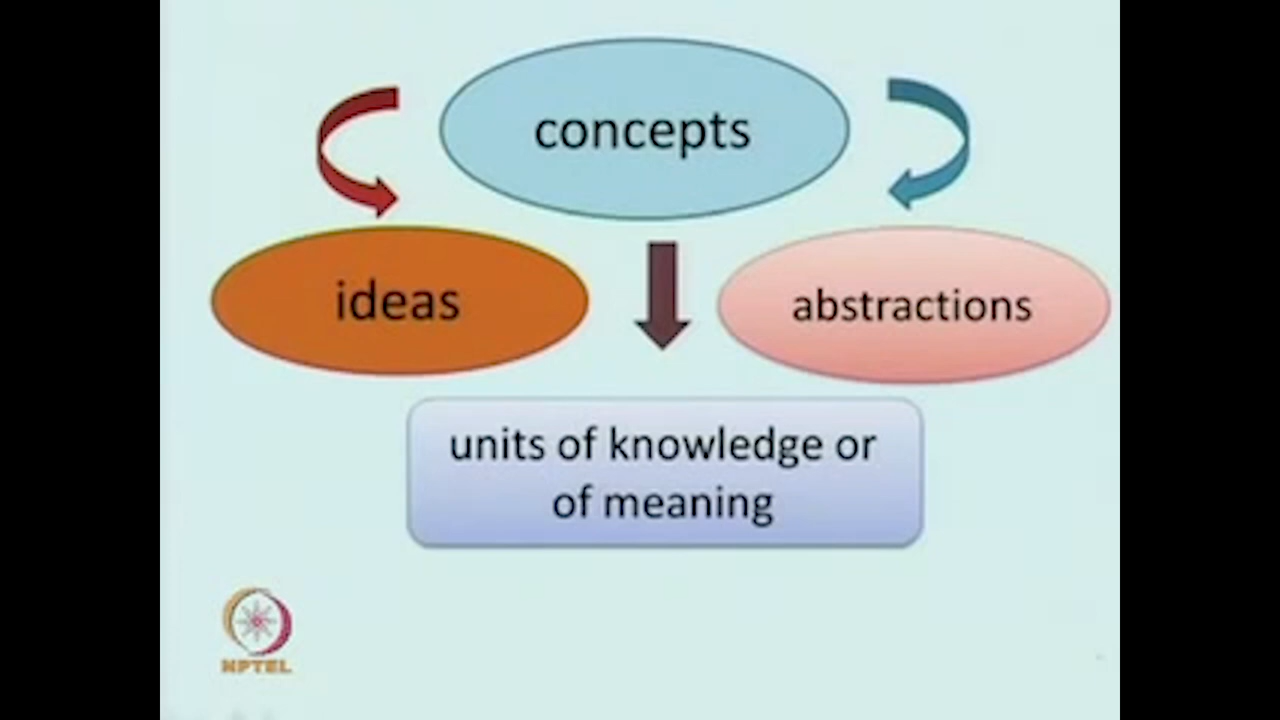 concepts
ideas
abstractions
units of knowledge or
of meaning
NPTEL